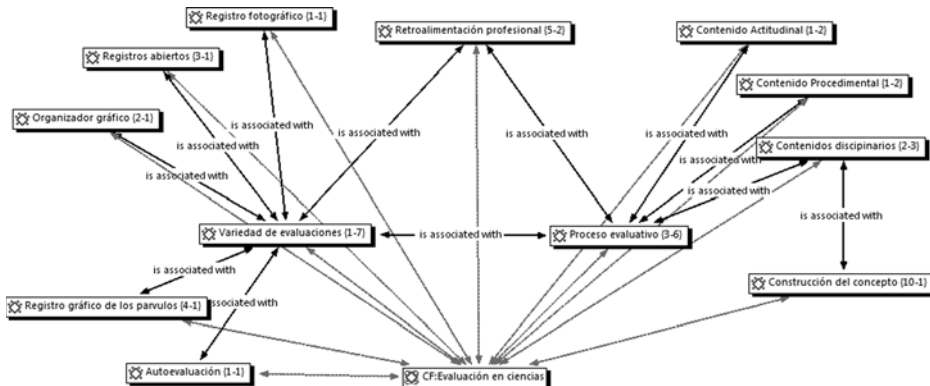 Registro fotográfico {1-1}
Retroalimentación profesional {5-2}
Contenido Actitudinal {1-2}
Registros abiertos {3-1}
Contenido Procedimental {1-2}
Organizador gráfico {2-1}
is associated with
is associated with
is associated with
is associated with
is associated with
Contenidos discipinarios {2-3}
is associated with
is associated with
is associated with
is associated with
Variedad de evaluaciones {1-7}
is associated with
Proceso evaluativo {3-6}
is associated with
Construcción del concepto {10-1}
Registro gráfico de los parvulos {4-1}
is associated with
Autoevaluación {1-1}
CF:Evaluación en ciencias